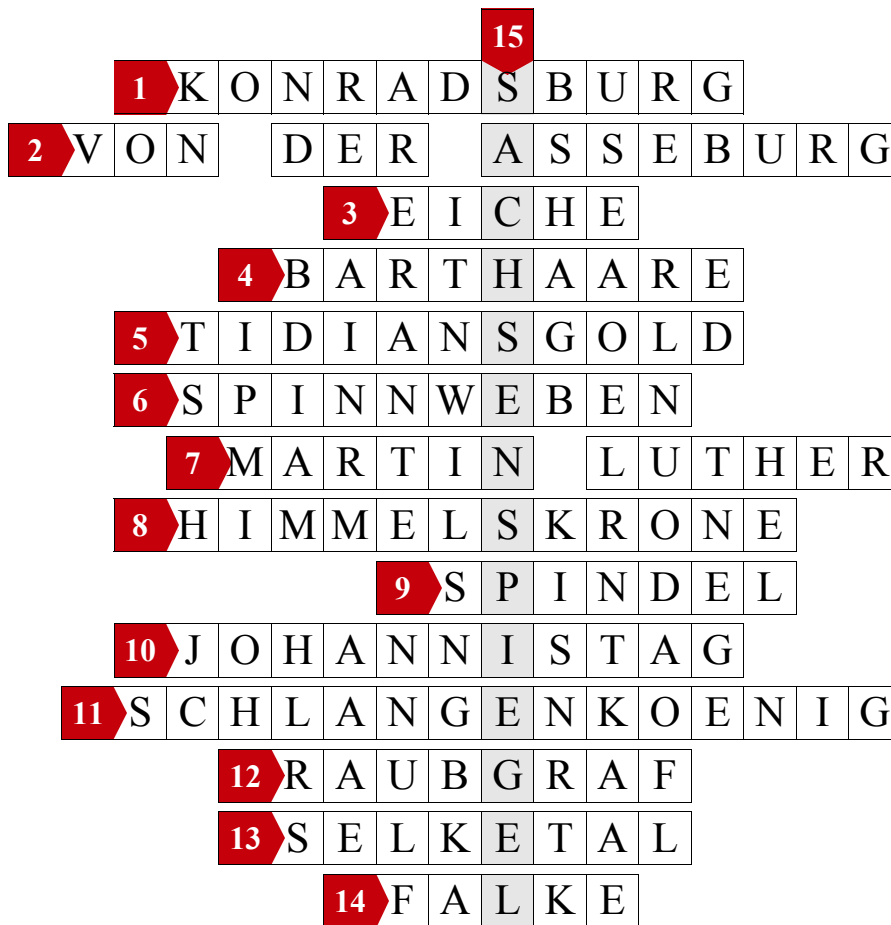 15
1 KONRADSBURG
2 VON DER ASSEBURG
3 EICHE
4 BARTHAARE
5 TIDIANSGOLD
6 SPINNWEBEN
7 MARTIN LUTHER
8 HIMMELSKRONE
9 SPINDEL
10 JOHANNISTAG
11 SCHLANGENKOENIG
12 RAUBGRAF
13 SELKETAL
14 FALKE